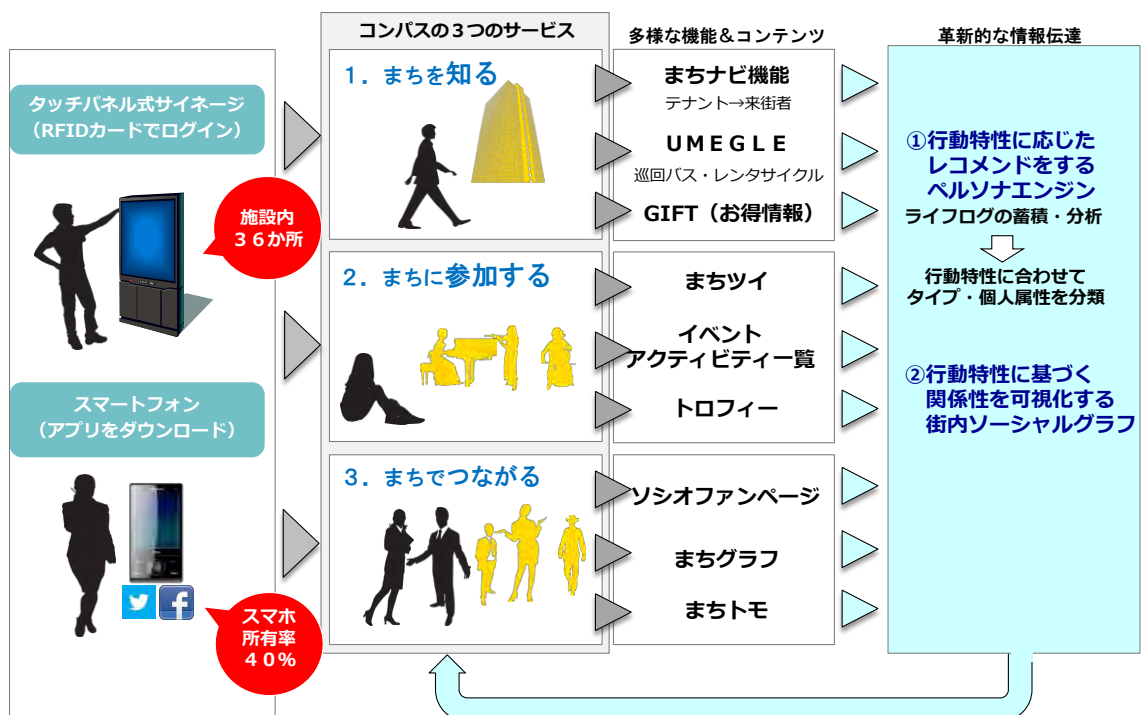 コンパスの３つのサービス
多様な機能＆コンテンツ
革新的な情報伝達
タッチパネル式サイネージ
（RFIDカードでログイン）
施設内
３６か所
スマートフォン
（アプリをダウンロード）
スマホ
所有率
４０%
１．まちを知る
２．まちに参加する
３．まちでつながる
まちナビ機能
テナント→来街者
ＵＭＥＧＬＥ
巡回バス・レンタサイクル
GIFT（お得情報）
まちツイ
イベント
アクティビティ一覧
トロフィー
ソシオファンページ
まちグラフ
まちトモ
①行動特性に応じた
レコメンドをする
ペルソナエンジン
ライフログの蓄積・分析
行動特性に合わせて
タイプ・個人属性を分類
②行動特性に基づく
関係性を可視化する
街内ソーシャルグラフ